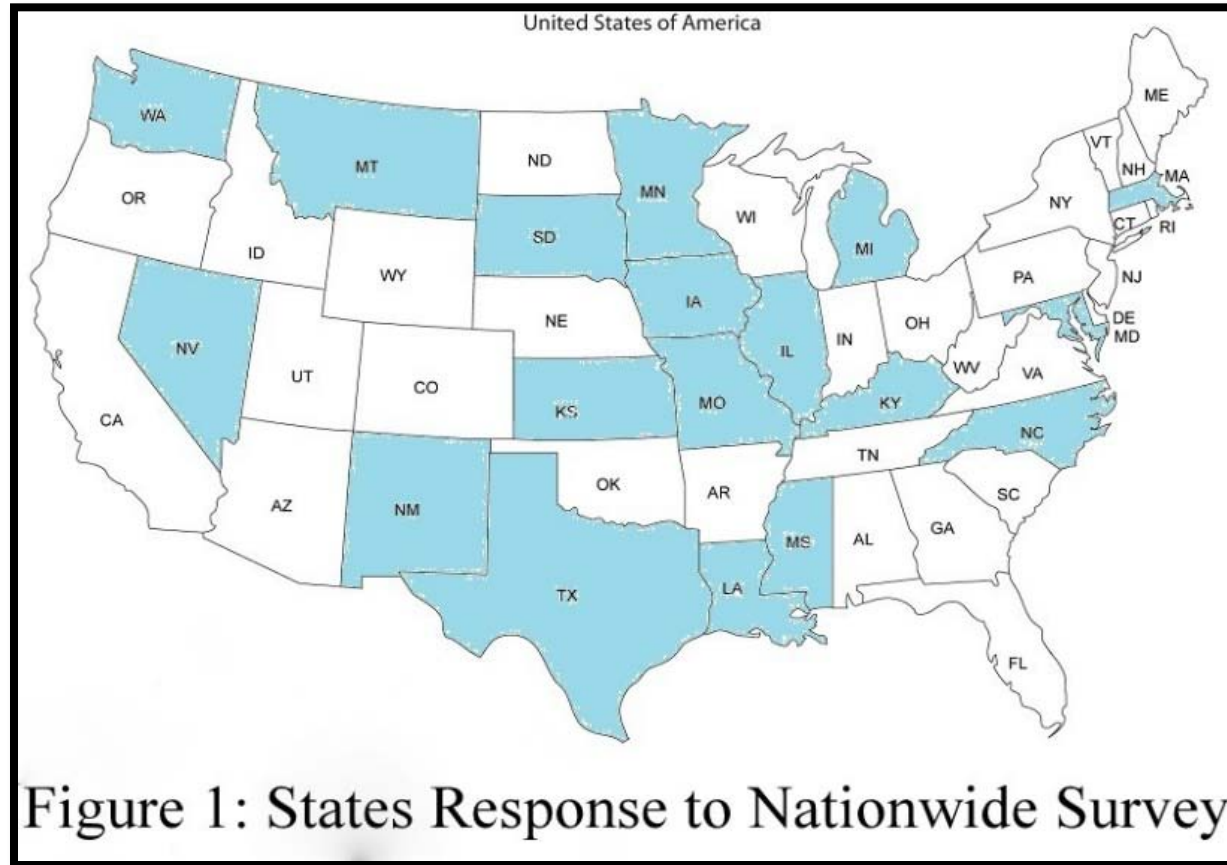 United States of America
WA
MT
ND
MN
ME
VT
NH
MA
OR
ID
WY
SD
WI
MI
NY
CT
RI
NV
UT
CO
NE
IA
IL
IN
OH
PA
NJ
DE
MD
CA
KS
MO
KY
WV
VA
AZ
NM
OK
AR
TN
NC
SC
TX
LA
MS
AL
GA
FL
Figure 1: States Response to Nationwide Survey